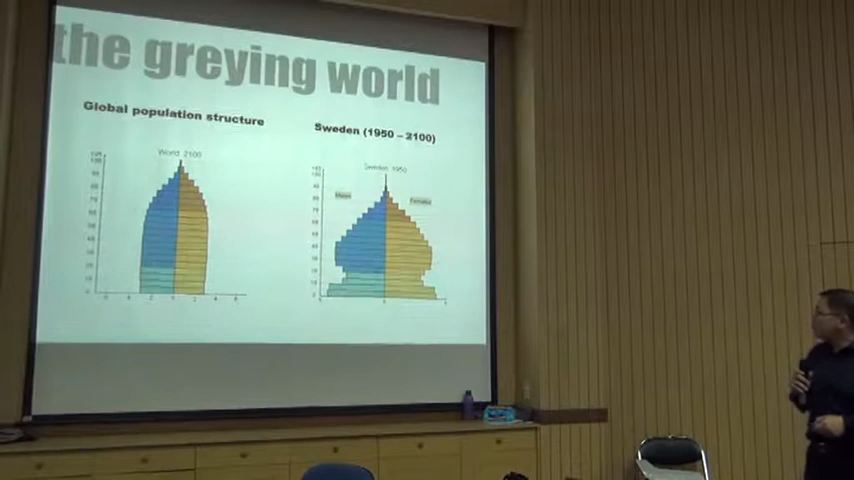 the greying world
Global population structure
Sweden (1950 – 2100)
World 2100
Sweden 1950
Males
Females